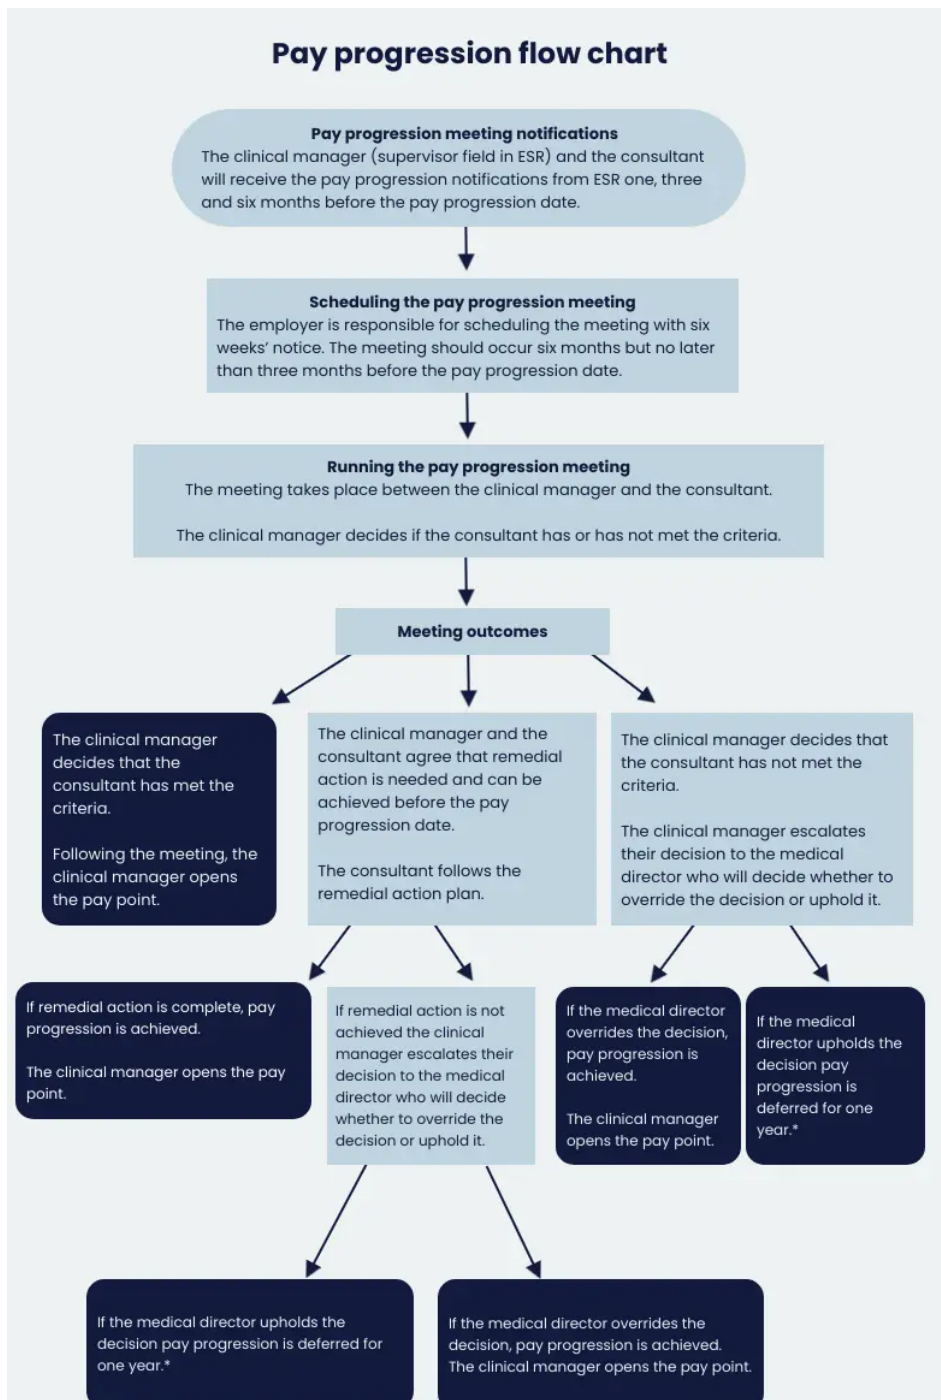 Pay progression flow chart
Pay progression meeting notifications
The clinical manager (supervisor field in ESR) and the consultant
will receive the pay progression notifications from ESR one, three
and six months before the pay progression date.
Scheduling the pay progression meeting
The employer is responsible for scheduling the meeting with six
weeks’ notice. The meeting should occur six months but no later
than three months before the pay progression date.
Running the pay progression meeting
The meeting takes place between the clinical manager and the consultant.
The clinical manager decides if the consultant has or has not met the criteria.
Meeting outcomes
The clinical manager
decides that the
consultant has met the
criteria.
Following the meeting, the
clinical manager opens
the pay point.
The clinical manager and the
consultant agree that remedial
action is needed and can be
achieved before the pay
progression date.
The consultant follows the
remedial action plan.
The clinical manager decides that
the consultant has not met the
criteria.
The clinical manager escalates
their decision to the medical
director who will decide whether to
override the decision or uphold it.
If remedial action is complete, pay
progression is achieved.
The clinical manager opens the pay
point.
If remedial action is not
achieved the clinical
manager escalates their
decision to the medical
director who will decide
whether to override the
decision or uphold it.
If the medical director
overrides the decision,
pay progression is
achieved.
The clinical manager
opens the pay point.
If the medical
director upholds the
decision pay
progression is
deferred for one
year.*
If the medical director upholds the
decision pay progression is deferred for
one year.*
If the medical director overrides the
decision, pay progression is achieved.
The clinical manager opens the pay point.